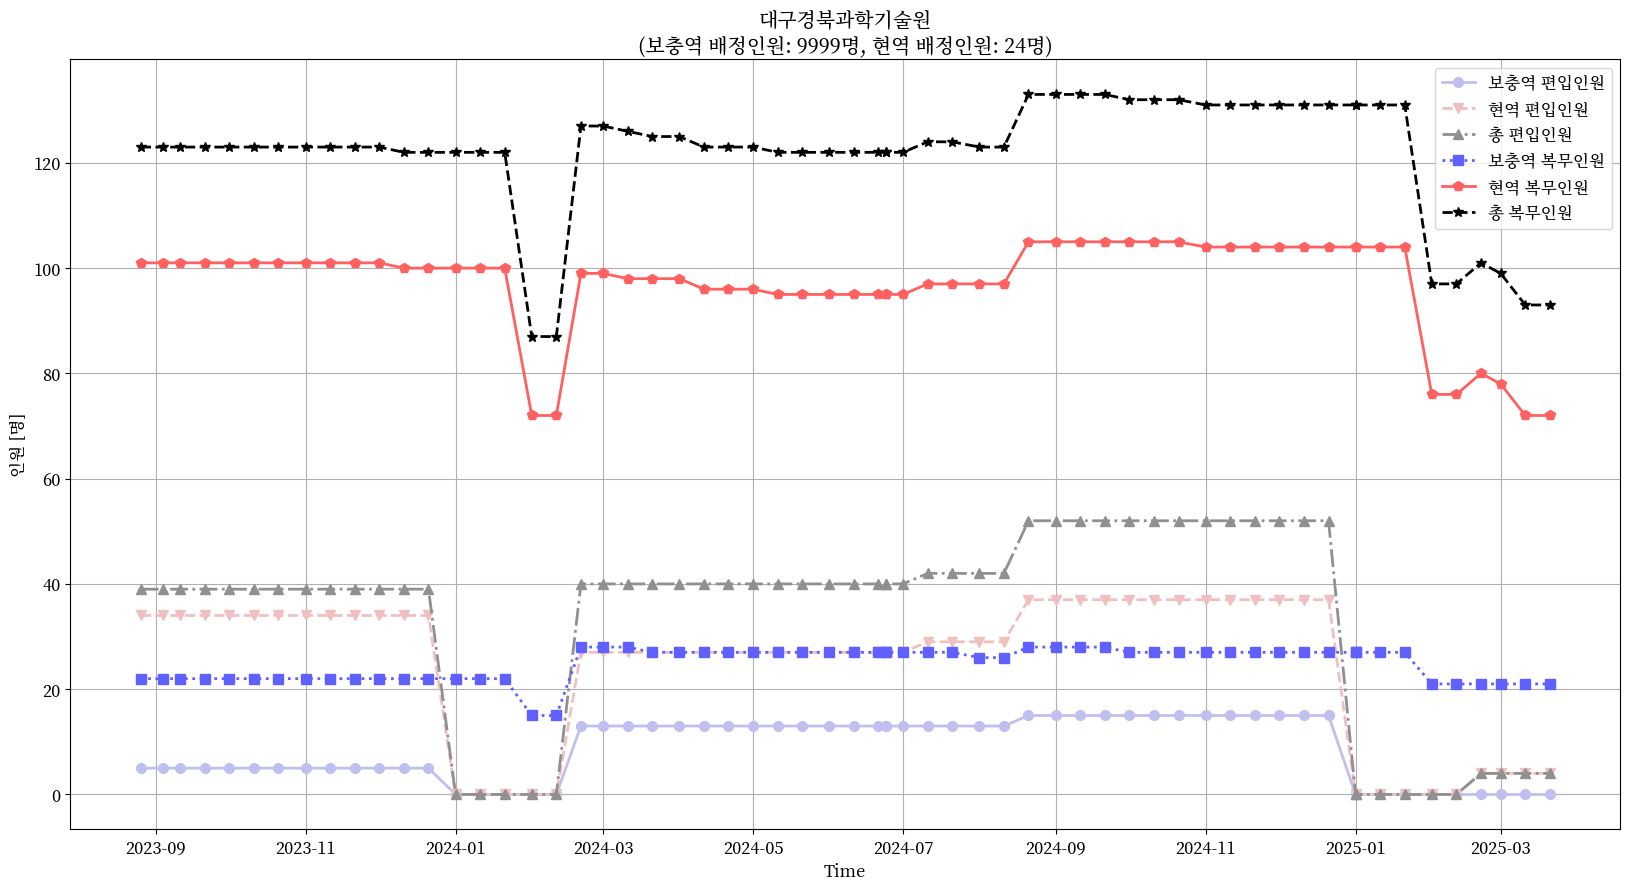 대구경북과학기술원
(보충역 배정인원: 9999명, 현역 배정인원: 24명)
보충역 편입인원
현역 편입인원
총 편입인원
보충역 복무인원
현역 복무인원
총 복무인원
인원 [명]
120
100
80
60
40
20
0
2023-09 2023-11 2024-01 2024-03 2024-05 2024-07 2024-09 2024-11 2025-01 2025-03
Time